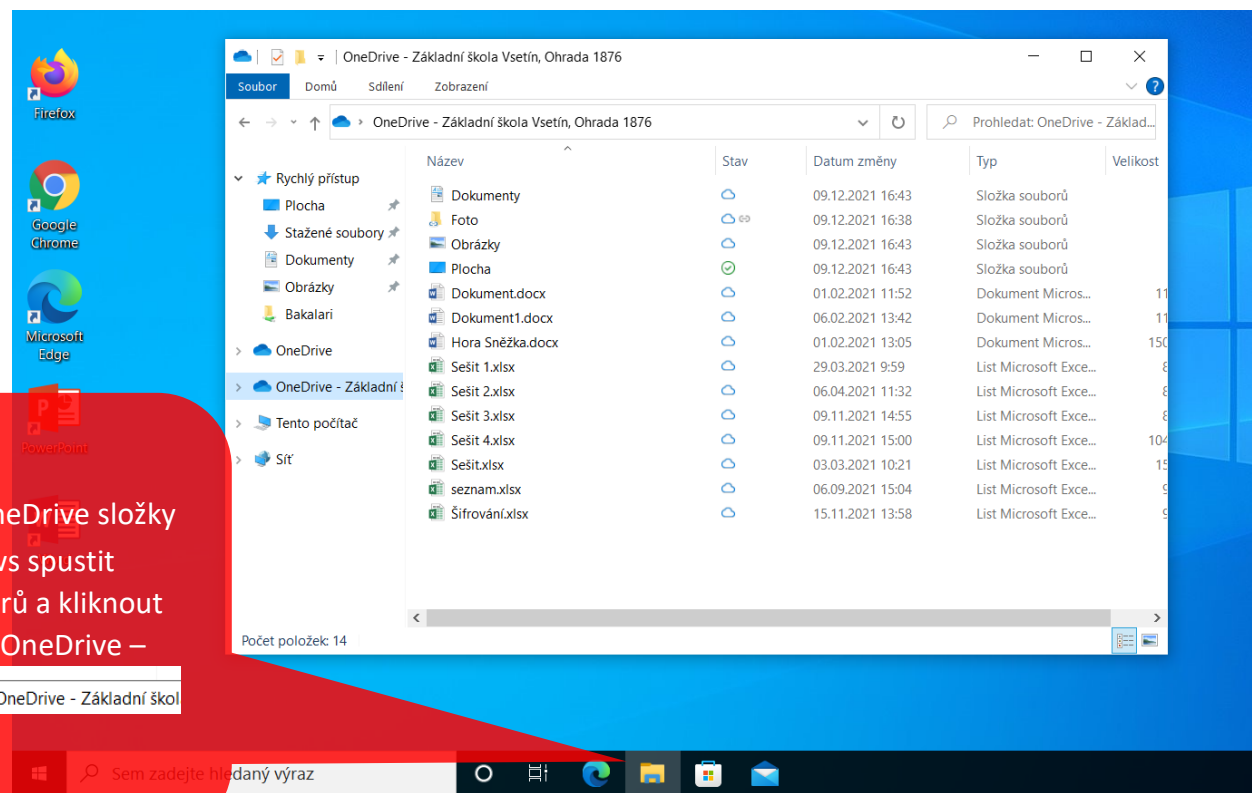 Firefox
Google
Chrome
Microsoft
Edge
PowerPoint
OneDrive - Základní škola Vsetín, Ohrada 1876
Soubor Domů Sdílení Zobrazení
OneDrive - Základní škola Vsetín, Ohrada 1876
Prohledat: OneDrive - Základ...
Rychlý přístup
Plocha
Stažené soubory
Dokumenty
Obrázky
Bakalari
OneDrive
OneDrive - Základní š
Tento počítač
Síť
Název Stav Datum změny Typ Velikost
Dokumenty 09.12.2021 16:43 Složka souborů
Foto 09.12.2021 16:38 Složka souborů
Obrázky 09.12.2021 16:43 Složka souborů
Plocha 09.12.2021 16:43 Složka souborů
Dokument.docx 01.02.2021 11:52 Dokument Micros... 11
Dokument1.docx 06.02.2021 13:42 Dokument Micros... 11
Hora Sněžka.docx 01.02.2021 13:05 Dokument Micros... 150
Sešit 1.xlsx 29.03.2021 9:59 List Microsoft Exce...
Sešit 2.xlsx 06.04.2021 11:32 List Microsoft Exce...
Sešit 3.xlsx 09.11.2021 14:55 List Microsoft Exce...
Sešit 4.xlsx 09.11.2021 15:00 List Microsoft Exce... 104
Sešit.xlsx 03.03.2021 10:21 List Microsoft Exce... 15
seznam.xlsx 06.09.2021 15:04 List Microsoft Exce...
Šifrování.xlsx 15.11.2021 13:58 List Microsoft Exce...
Počet položek: 14
neDrive složky
vs spustit
rů a kliknout
OneDrive –
OneDrive - Základní škol
Sem zadejte hledaný výraz